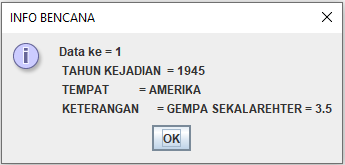 INFO BENCANA
Data ke = 1
TAHUN KEJADIAN = 1945
TEMPAT = AMERIKA
KETERANGAN = GEMPA SEKALAREHTER = 3.5
OK